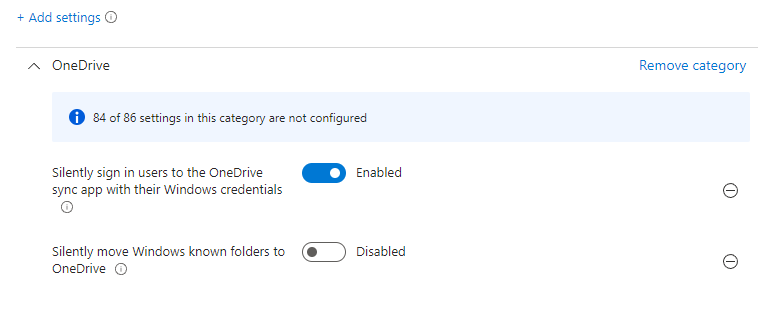 + Add settings
OneDrive
Remove category
84 of 86 settings in this category are not configured
Silently sign in users to the OneDrive
sync app with their Windows credentials
Enabled
Silently move Windows known folders to
OneDrive
Disabled